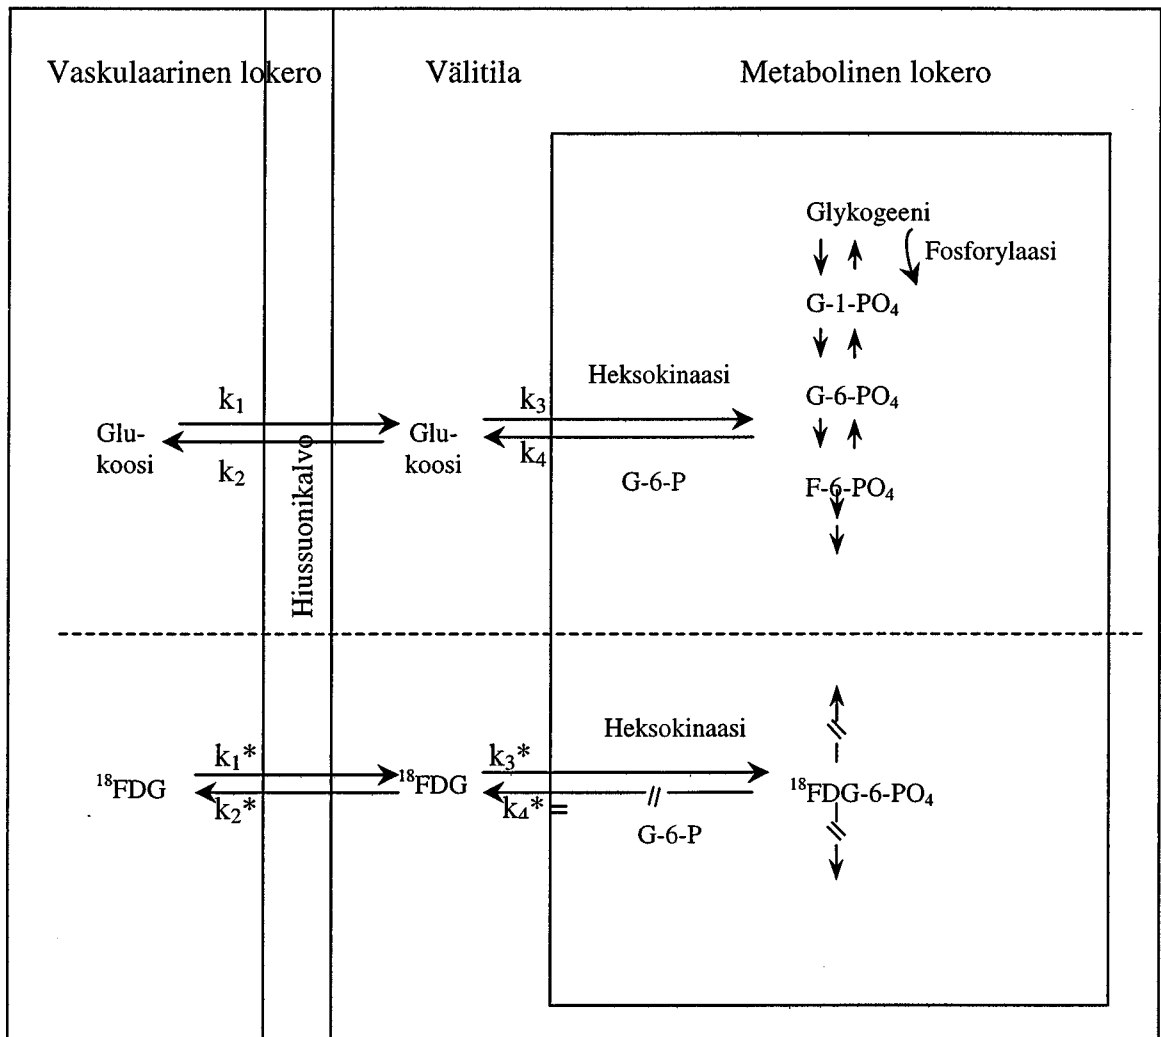 Vaskulaarinen lokero
Välitila
Metabolinen lokero
Glykogeeni
Fosforylaasi
G-1-PO₄
Heksokinaasi
k₁
k₃
G-6-PO₄
Glu-
koosi
Glu-
koosi
k₂
k₄
G-6-P
F-6-PO₄
Hiussuonikalvo
Heksokinaasi
k₁*
k₃*
¹⁸FDG
¹⁸FDG
¹⁸FDG-6-PO₄
k₂*
k₄*
=
G-6-P